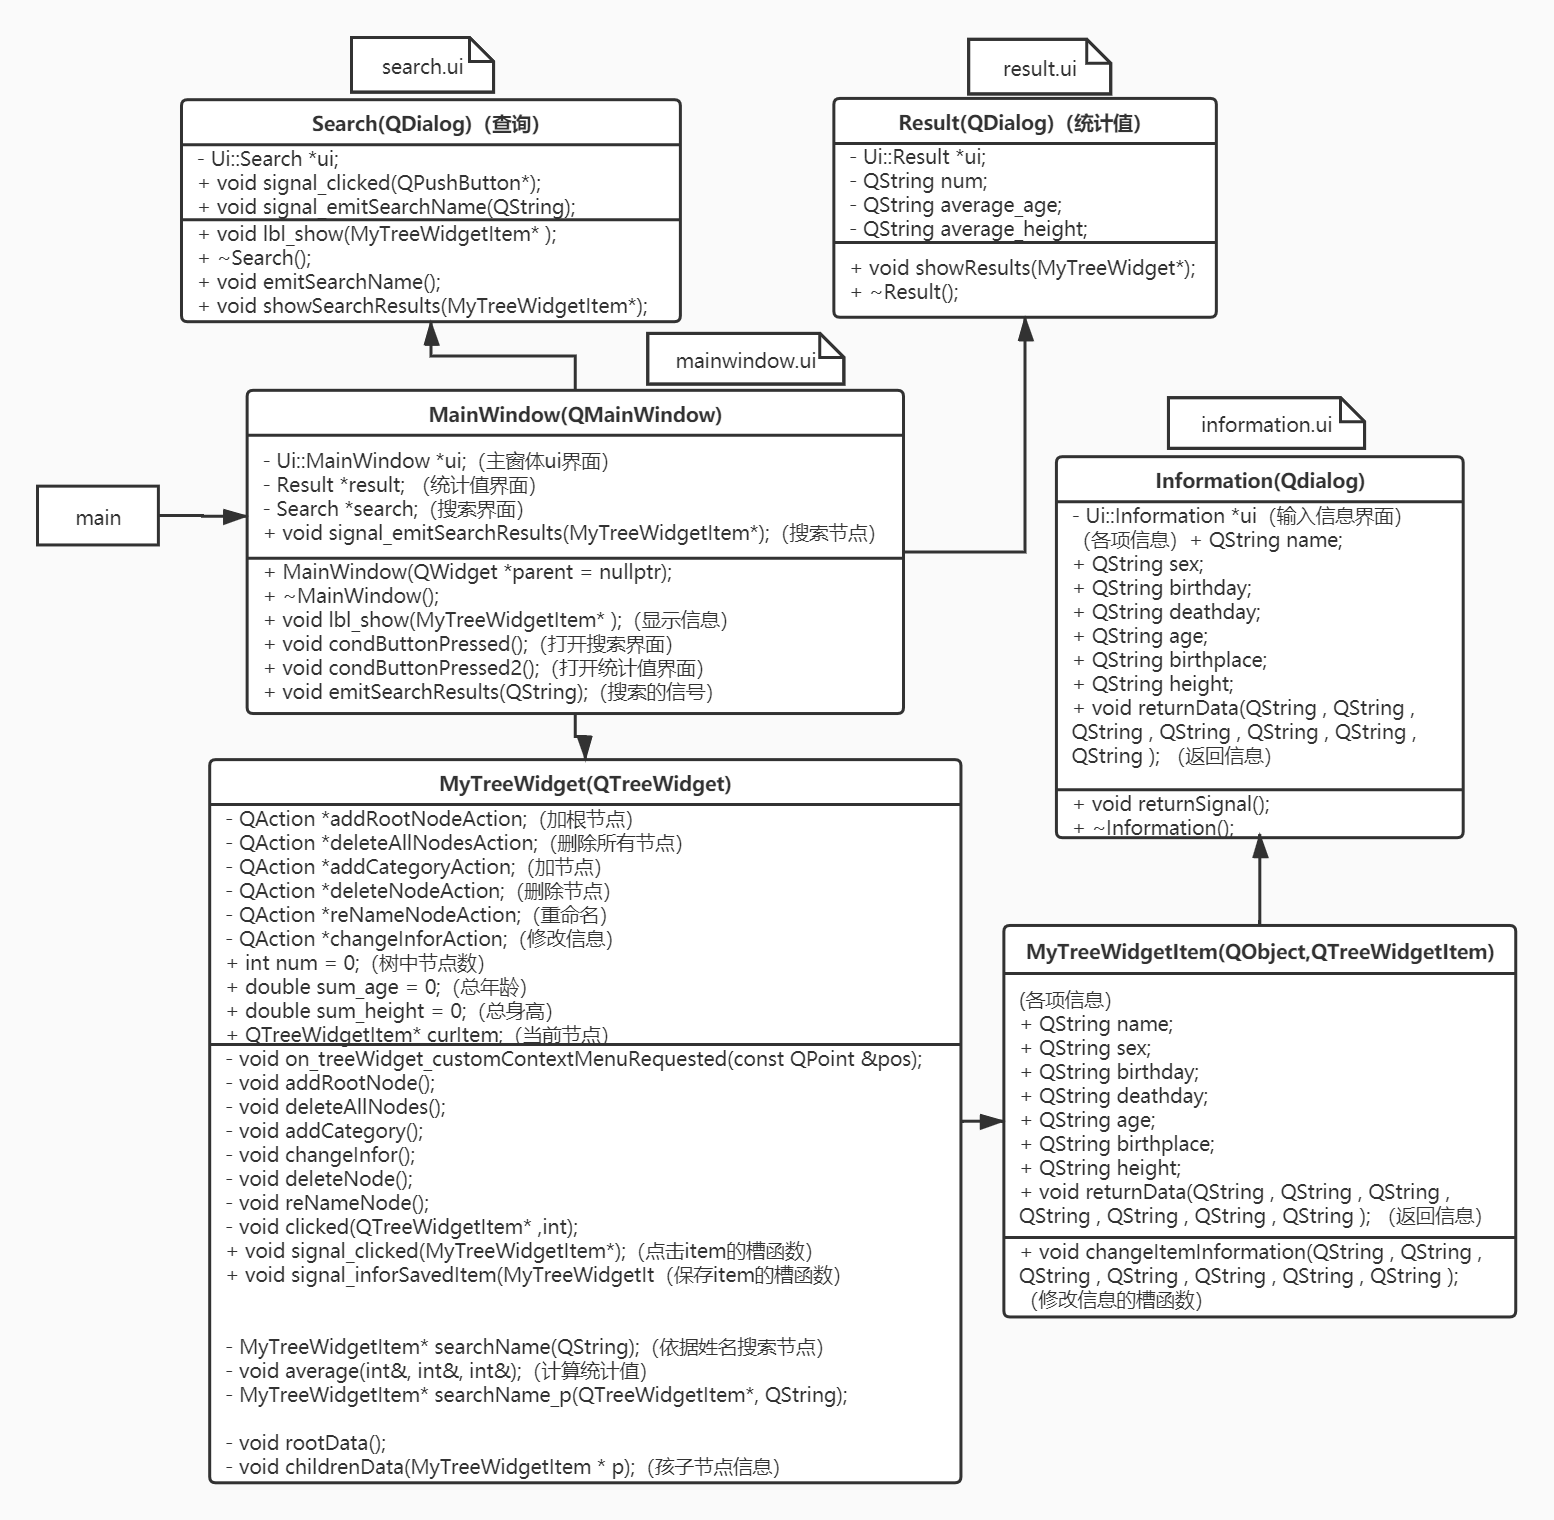 search.ui
Search(QDialog)（查询）
- Ui::Search *ui;
+ void signal_clicked(QPushButton*);
+ void signal_emitSearchName(QString);
+ void lbl_show(MyTreeWidgetItem* );
+ ~Search();
+ void emitSearchName();
+ void showSearchResults(MyTreeWidgetItem*);
result.ui
Result(QDialog)（统计值）
- Ui::Result *ui;
- QString num;
- QString average_age;
- QString average_height;
+ void showResults(MyTreeWidget*);
+ ~Result();
mainwindow.ui
MainWindow(QMainWindow)
- Ui::MainWindow *ui;（主窗体ui界面）
- Result *result; （统计值界面）
- Search *search;（搜索界面）
+ void signal_emitSearchResults(MyTreeWidgetItem*);（搜索节点）
+ MainWindow(QWidget *parent = nullptr);
+ ~MainWindow();
+ void lbl_show(MyTreeWidgetItem* );（显示信息）
+ void condButtonPressed();（打开搜索界面）
+ void condButtonPressed2();（打开统计值界面）
+ void emitSearchResults(QString);（搜索的信号）
main
information.ui
Information(Qdialog)
- Ui::Information *ui（输入信息界面）
（各项信息）+ QString name;
+ QString sex;
+ QString birthday;
+ QString deathday;
+ QString age;
+ QString birthplace;
+ QString height;
+ void returnData(QString , QString ,
QString , QString , QString , QString ,
QString ); （返回信息）
+ void returnSignal();
+ ~Information();
MyTreeWidget(QTreeWidget)
- QAction *addRootNodeAction;（加根节点）
- QAction *deleteAllNodesAction;（删除所有节点）
- QAction *addCategoryAction;（加节点）
- QAction *deleteNodeAction;（删除节点）
- QAction *reNameNodeAction;（重命名）
- QAction *changeInforAction;（修改信息）
+ int num = 0;（树中节点数）
+ double sum_age = 0;（总年龄）
+ double sum_height = 0;（总身高）
+ QTreeWidgetItem* curItem;（当前节点）
- void on_treeWidget_customContextMenuRequested(const QPoint &pos);
- void addRootNode();
- void deleteAllNodes();
- void addCategory();
- void changeInfor();
- void deleteNode();
- void reNameNode();
- void clicked(QTreeWidgetItem* ,int);
+ void signal_clicked(MyTreeWidgetItem*);（点击item的槽函数）
+ void signal_inforSavedItem(MyTreeWidgetIt（保存item的槽函数）
- MyTreeWidgetItem* searchName(QString);（依据姓名搜索节点）
- void average(int&, int&, int&);（计算统计值）
- MyTreeWidgetItem* searchName_p(QTreeWidgetItem*, QString);
- void rootData();
- void childrenData(MyTreeWidgetItem * p);（孩子节点信息）
MyTreeWidgetItem(QObject,QTreeWidgetItem)
(各项信息)
+ QString name;
+ QString sex;
+ QString birthday;
+ QString deathday;
+ QString age;
+ QString birthplace;
+ QString height;
+ void returnData(QString , QString , QString ,
QString , QString , QString , QString ); （返回信息）
+ void changeItemInformation(QString , QString ,
QString , QString , QString , QString , QString );
（修改信息的槽函数）